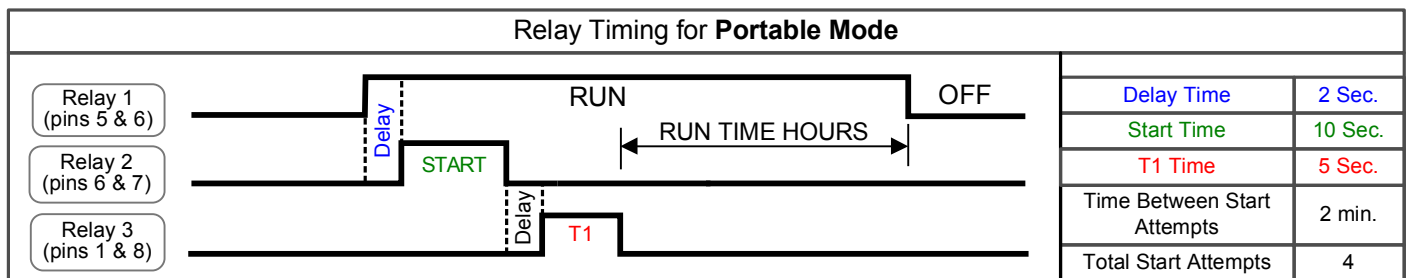 Relay Timing for Portable Mode
Relay 1
(pins 5 & 6)
Delay
RUN
OFF
RUN TIME HOURS
Relay 2
(pins 6 & 7)
START
Relay 3
(pins 1 & 8)
Delay
T1
Delay Time 2 Sec.
Start Time 10 Sec.
T1 Time 5 Sec.
Time Between Start
Attempts 2 min.
Total Start Attempts 4